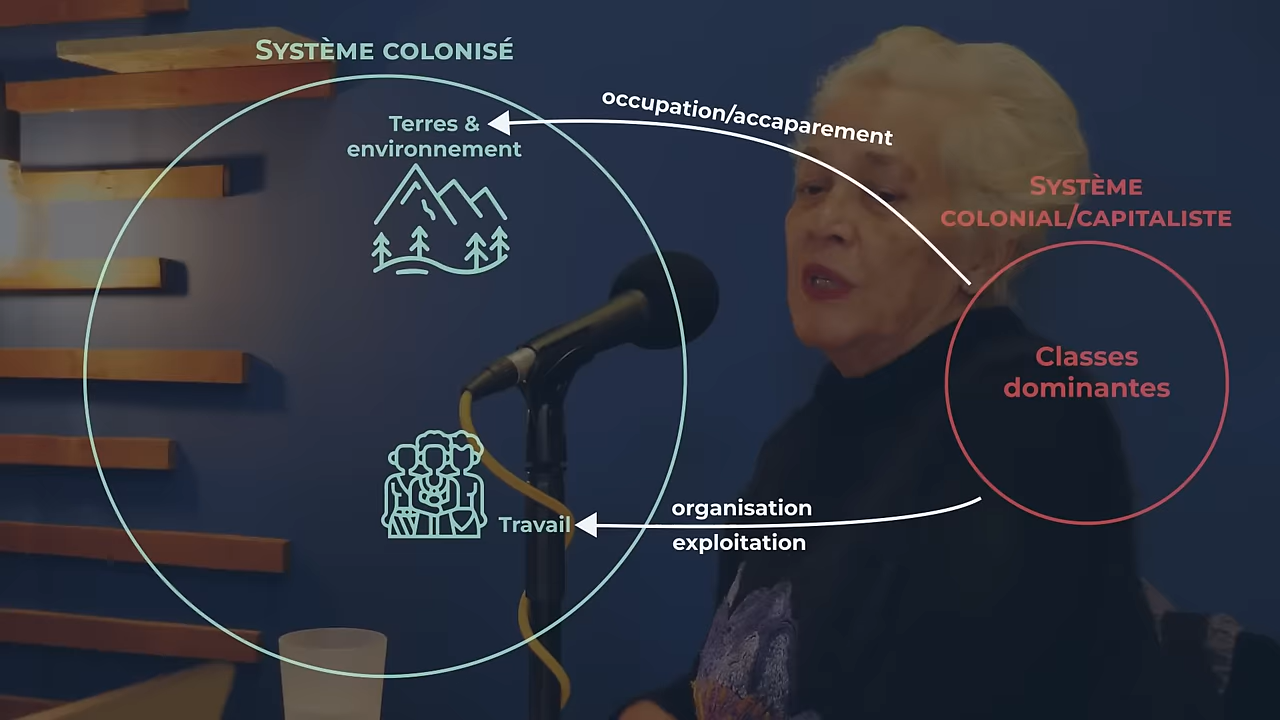 SYSTÈME COLONISÉ
Terres &
environnement
occupation/accaparement
SYSTÈME
COLONIAL/CAPITALISTE
Classes
dominantes
Travail
organisation
exploitation